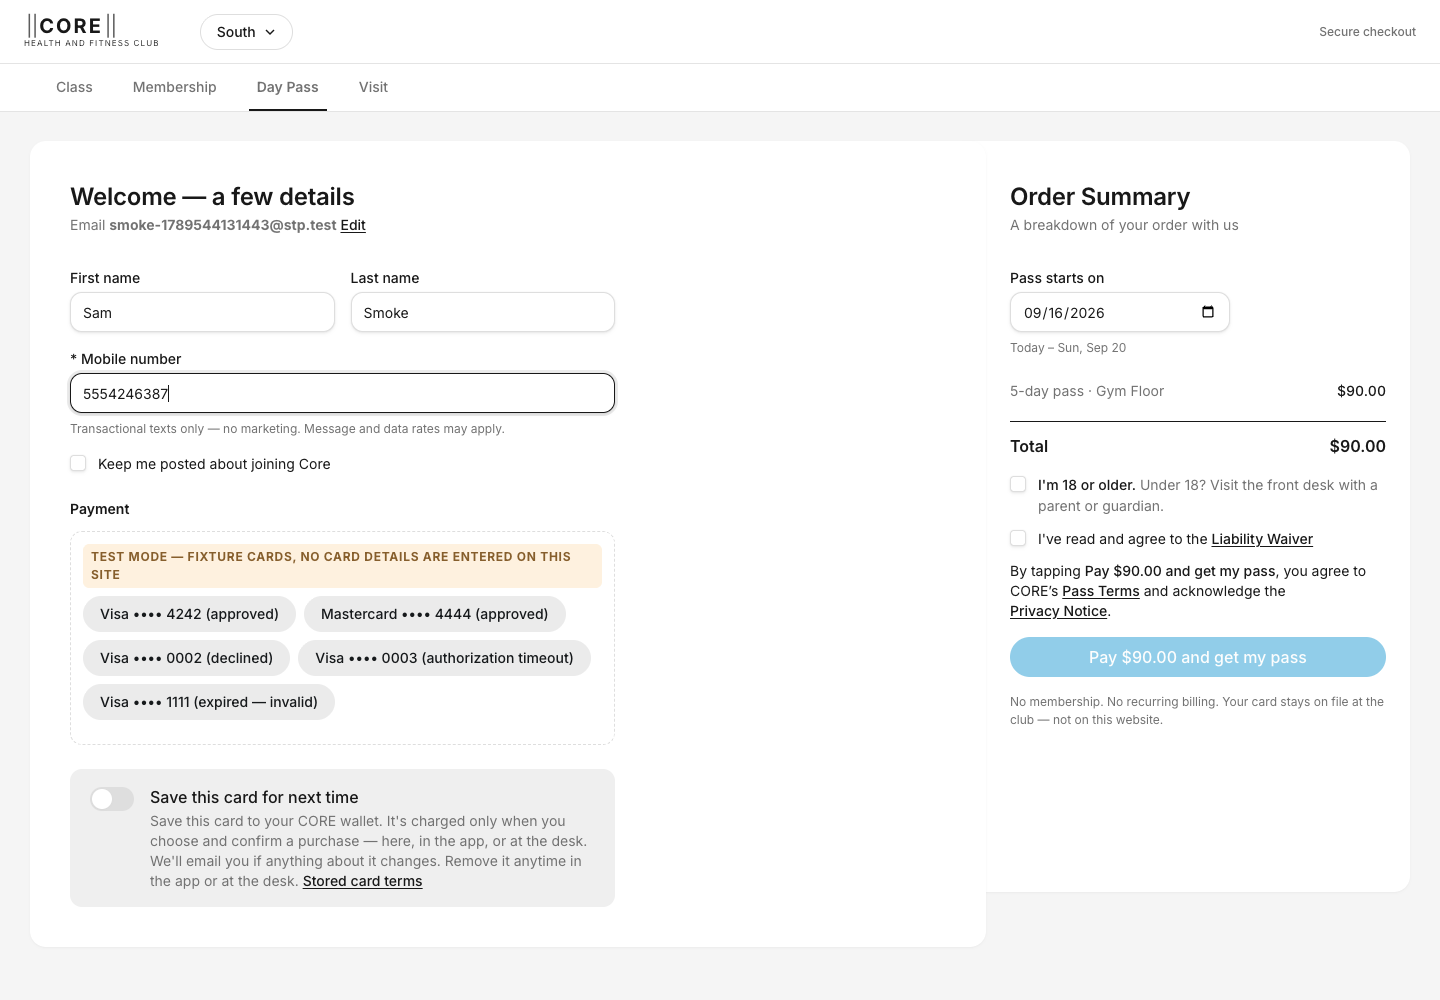 CORE
HEALTH AND FITNESS CLUB
South
Secure checkout
Class
Membership
Day Pass
Visit
Welcome — a few details
Email smoke-1789544131443@stp.test Edit
First name
Last name
Sam
Smoke
* Mobile number
5554246387
Transactional texts only — no marketing. Message and data rates may apply.
Keep me posted about joining Core
Payment
TEST MODE — FIXTURE CARDS, NO CARD DETAILS ARE ENTERED ON THIS
SITE
Visa •••• 4242 (approved)
Mastercard •••• 4444 (approved)
Visa •••• 0002 (declined)
Visa •••• 0003 (authorization timeout)
Visa •••• 1111 (expired — invalid)
Save this card for next time
Save this card to your CORE wallet. It's charged only when you
choose and confirm a purchase — here, in the app, or at the desk.
We'll email you if anything about it changes. Remove it anytime in
the app or at the desk. Stored card terms
Order Summary
A breakdown of your order with us
Pass starts on
09/16/2026
Today – Sun, Sep 20
5-day pass · Gym Floor
$90.00
Total
$90.00
I'm 18 or older. Under 18? Visit the front desk with a
parent or guardian.
I've read and agree to the Liability Waiver
By tapping Pay $90.00 and get my pass, you agree to
CORE’s Pass Terms and acknowledge the
Privacy Notice.
Pay $90.00 and get my pass
No membership. No recurring billing. Your card stays on file at the
club — not on this website.